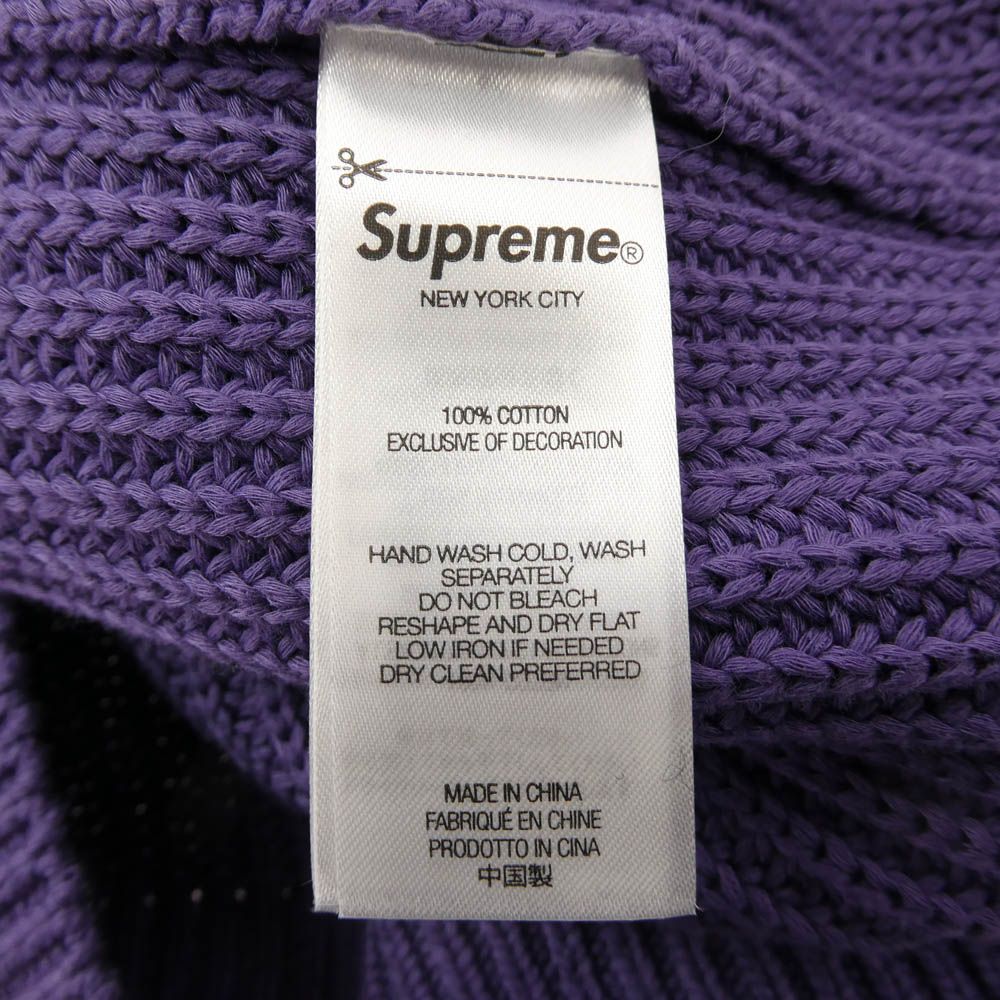 Supreme®
NEW YORK CITY
100% COTTON
EXCLUSIVE OF DECORATION
HAND WASH COLD, WASH
SEPARATELY
DO NOT BLEACH
RESHAPE AND DRY FLAT
LOW IRON IF NEEDED
DRY CLEAN PREFERRED
MADE IN CHINA
FABRIQUÉ EN CHINE
PRODOTTO IN CINA
中国製